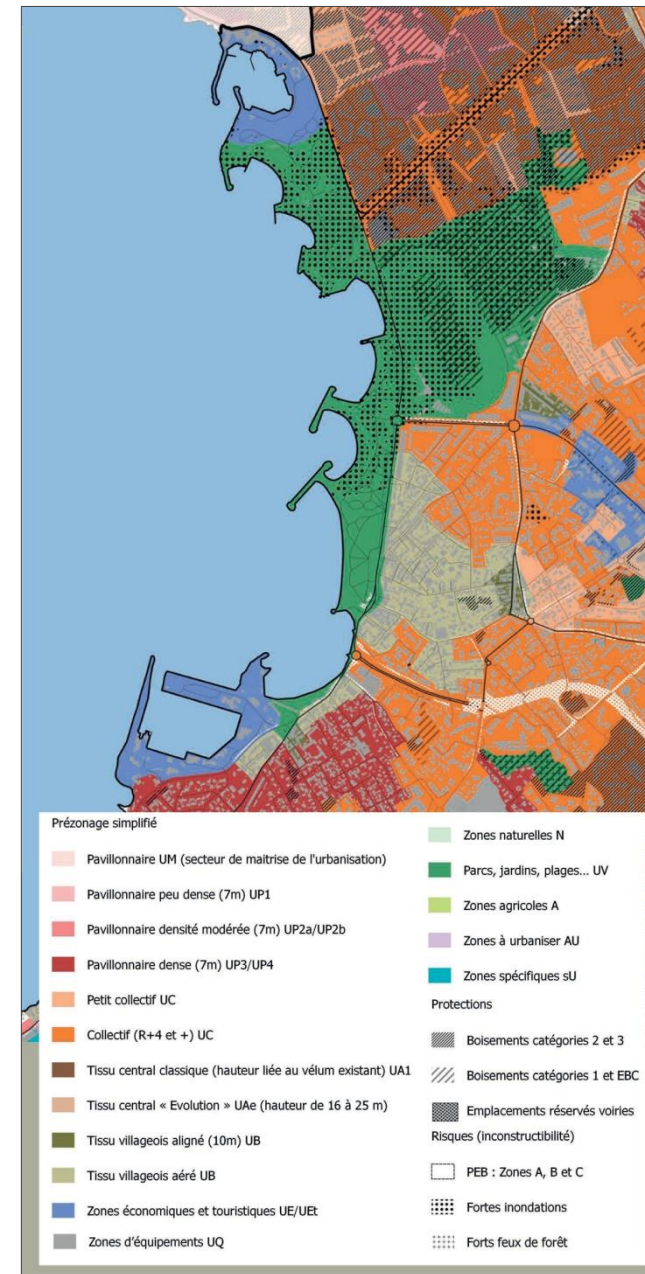 Prézonage simplifié
Pavillonnaire UM (secteur de maitrise de l'urbanisation)
Pavillonnaire peu dense (7m) UP1
Pavillonnaire densité modérée (7m) UP2a/UP2b
Pavillonnaire dense (7m) UP3/UP4
Petit collectif UC
Collectif (R+4 et +) UC
Tissu central classique (hauteur liée au vélum existant) UA1
Tissu central « Evolution » UAe (hauteur de 16 à 25 m)
Tissu villageois aligné (10m) UB
Tissu villageois aéré UB
Zones économiques et touristiques UE/UEt
Zones d'équipements UQ
Zones naturelles N
Parcs, jardins, plages... UV
Zones agricoles A
Zones à urbaniser AU
Zones spécifiques sU
Protections
Boisements catégories 2 et 3
Boisements catégories 1 et EBC
Emplacements réservés voiries
Risques (inconstructibilité)
PEB : Zones A, B et C
Fortes inondations
Forts feux de forêt